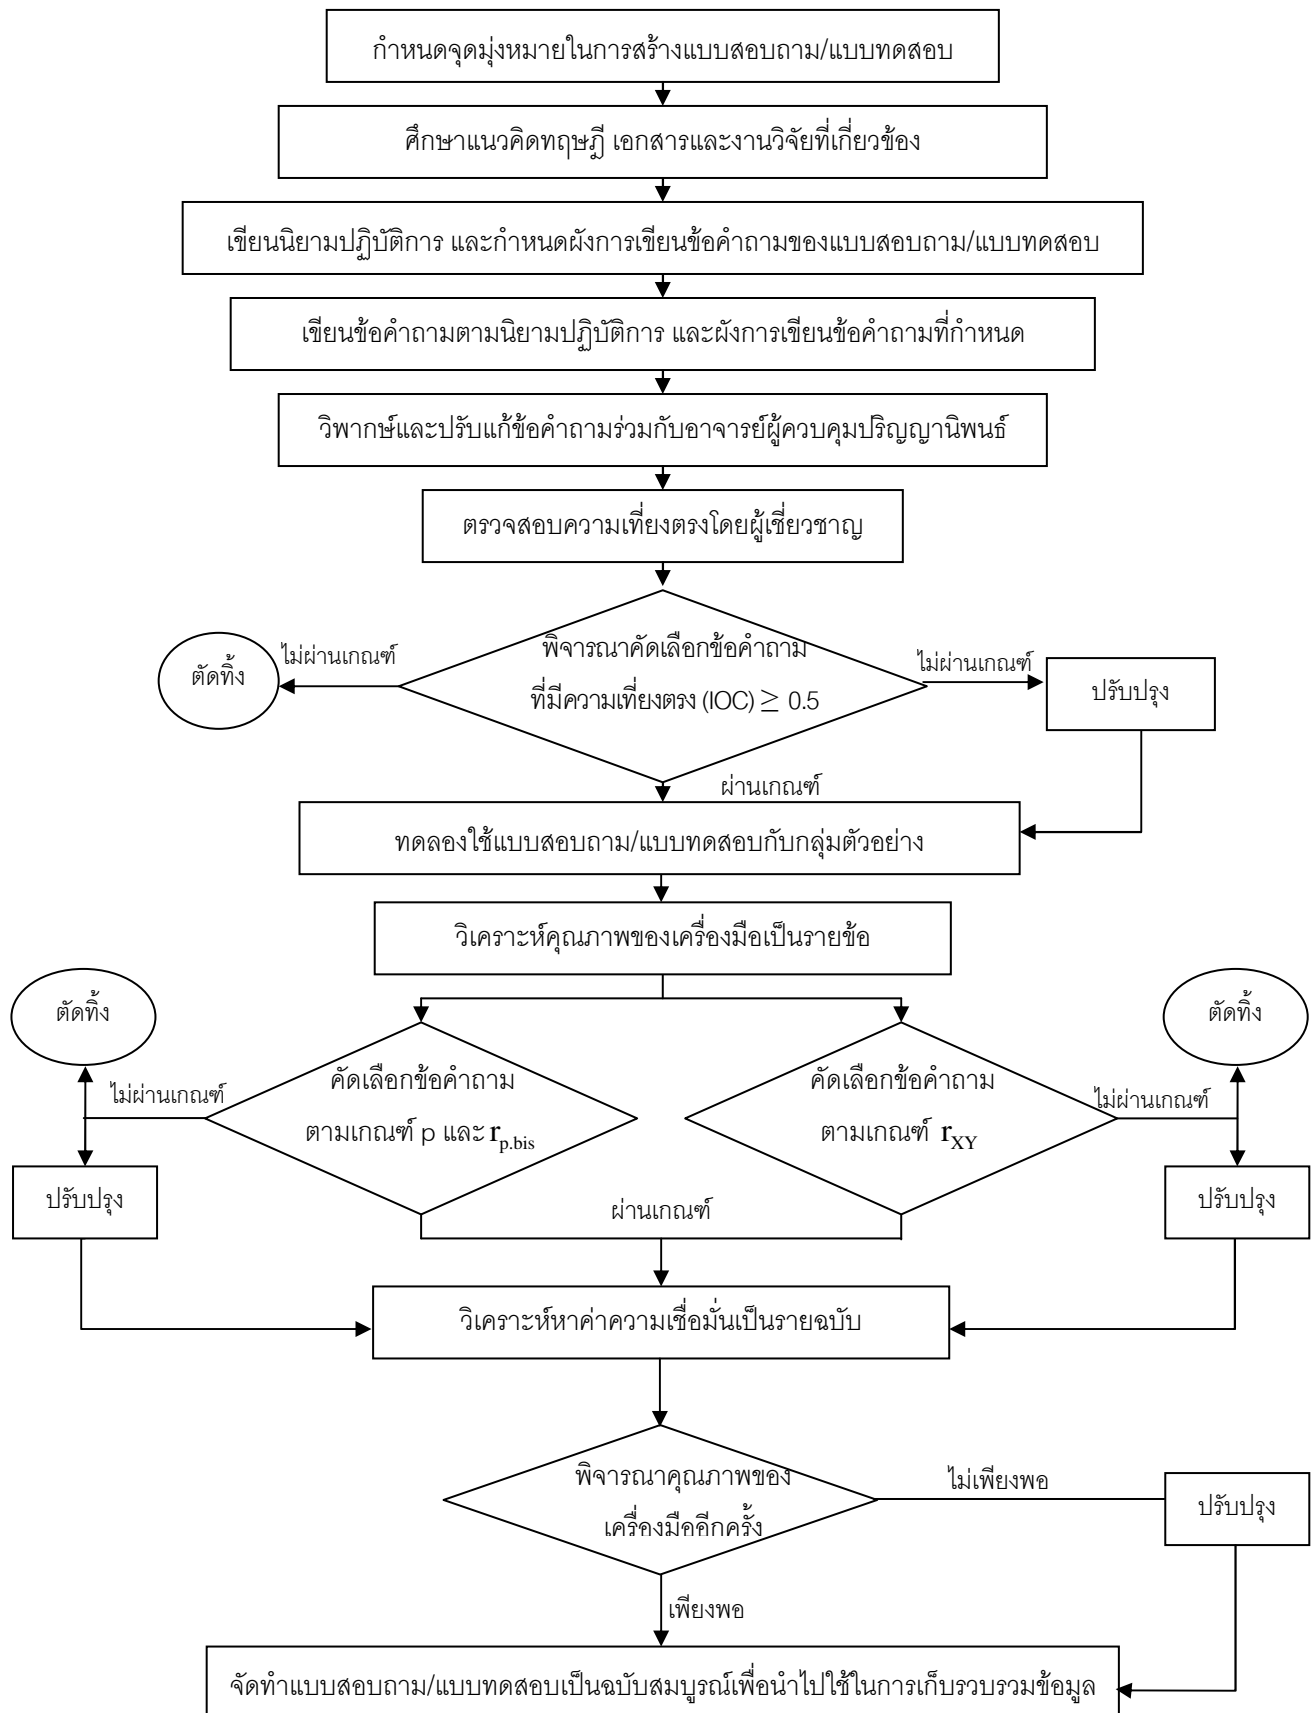 กำหนดจุดมุ่งหมายในการสร้างแบบสอบถาม/แบบทดสอบ
ศึกษาแนวคิดทฤษฎี เอกสารและงานวิจัยที่เกี่ยวข้อง
เขียนนิยามปฏิบัติการ และกำหนดผังการเขียนข้อคำถามของแบบสอบถาม/แบบทดสอบ
เขียนข้อคำถามตามนิยามปฏิบัติการ และผังการเขียนข้อคำถามที่กำหนด
วิพากษ์และปรับแก้ข้อคำถามร่วมกับอาจารย์ผู้ควบคุมปริญญานิพนธ์
ตรวจสอบความเที่ยงตรงโดยผู้เชี่ยวชาญ
ตัดทิ้ง
ไม่ผ่านเกณฑ์
พิจารณาคัดเลือกข้อคำถาม
ที่มีความเที่ยงตรง (IOC) ≥ 0.5
ไม่ผ่านเกณฑ์
ปรับปรุง
ผ่านเกณฑ์
ทดลองใช้แบบสอบถาม/แบบทดสอบกับกลุ่มตัวอย่าง
วิเคราะห์คุณภาพของเครื่องมือเป็นรายข้อ
ตัดทิ้ง
ตัดทิ้ง
ไม่ผ่านเกณฑ์
คัดเลือกข้อคำถาม
ตามเกณฑ์ p และ r_p.bis
คัดเลือกข้อคำถาม
ตามเกณฑ์ r_XY
ไม่ผ่านเกณฑ์
ปรับปรุง
ผ่านเกณฑ์
ปรับปรุง
วิเคราะห์หาค่าความเชื่อมั่นเป็นรายฉบับ
พิจารณาคุณภาพของ
เครื่องมืออีกครั้ง
ไม่เพียงพอ
ปรับปรุง
เพียงพอ
จัดทำแบบสอบถาม/แบบทดสอบเป็นฉบับสมบูรณ์เพื่อนำไปใช้ในการเก็บรวบรวมข้อมูล